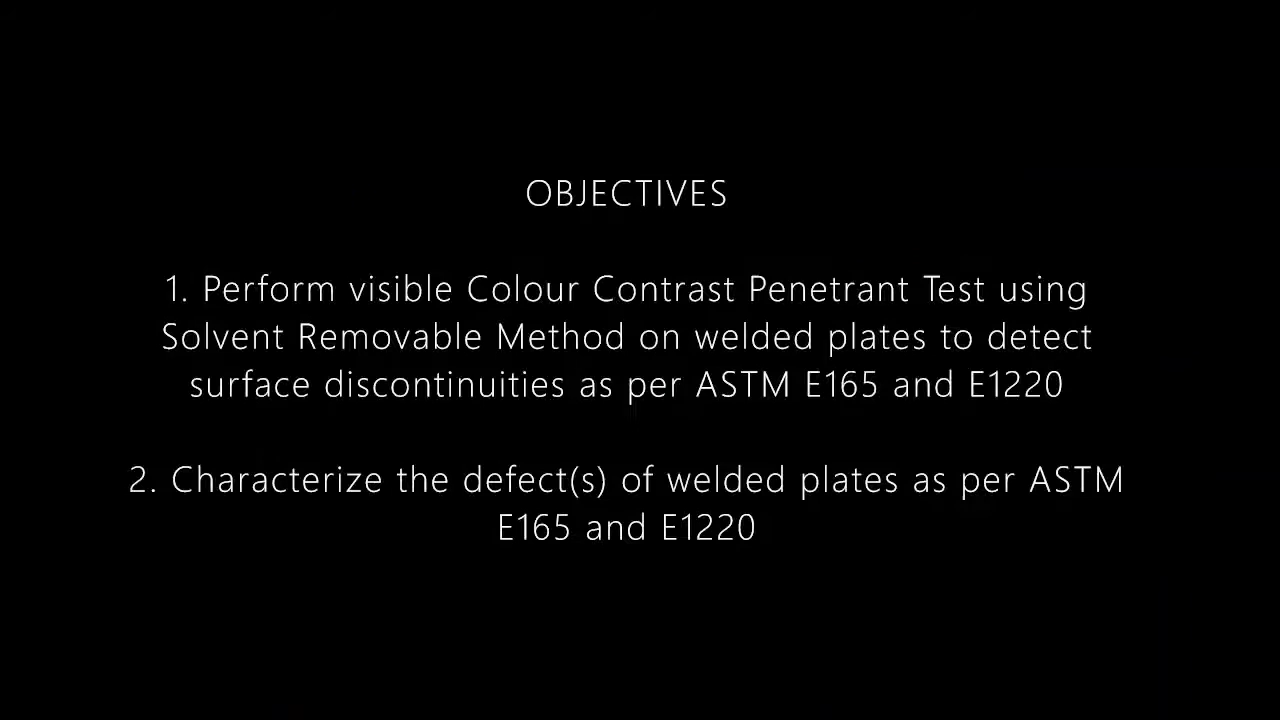 OBJECTIVES
1. Perform visible Colour Contrast Penetrant Test using
Solvent Removable Method on welded plates to detect
surface discontinuities as per ASTM E165 and E1220
2. Characterize the defect(s) of welded plates as per ASTM
E165 and E1220